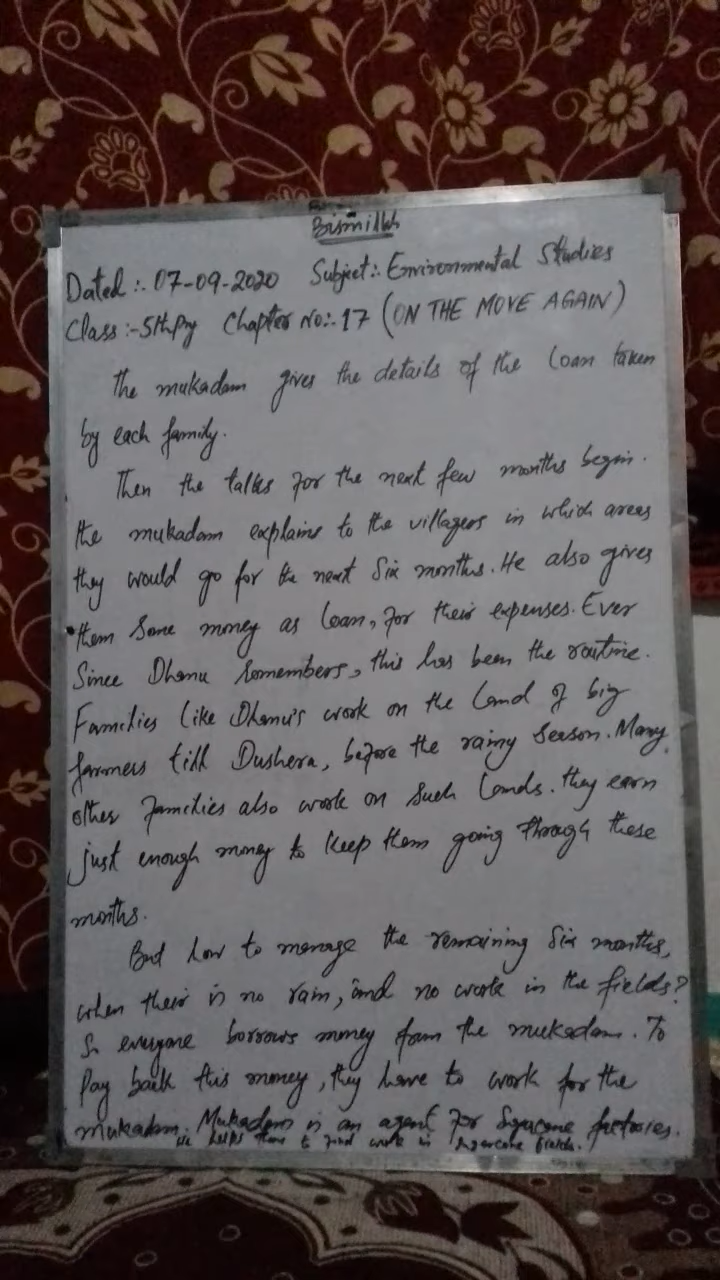 Bismillah
Dated :- 07-09-2020 Subject:- Environmental Studies
Class :- 5th Pry Chapter No:- 17 (ON THE MOVE AGAIN)
The mukadam gives the details of the loan taken
by each family.
Then the talks for the next few months begin.
the mukadam explains to the villagers in which areas
they would go for the next Six months. He also gives
them Some money as loan, for their expenses. Ever
Since Dhanu remembers, this has been the routine.
Families like Dhanu's work on the land of big
farmers till Dushera, before the rainy Season. Many
other families also work on Such lands. they earn
just enough money to keep them going through these
months.
But how to manage the remaining Six months,
when their is no rain, and no work in the fields?
So everyone borrows money from the mukadam. To
Pay back this money, they have to work for the
mukadam. Mukadam is an agent for Sugarcane factories.
He helps them to find work in Sugarcane fields.